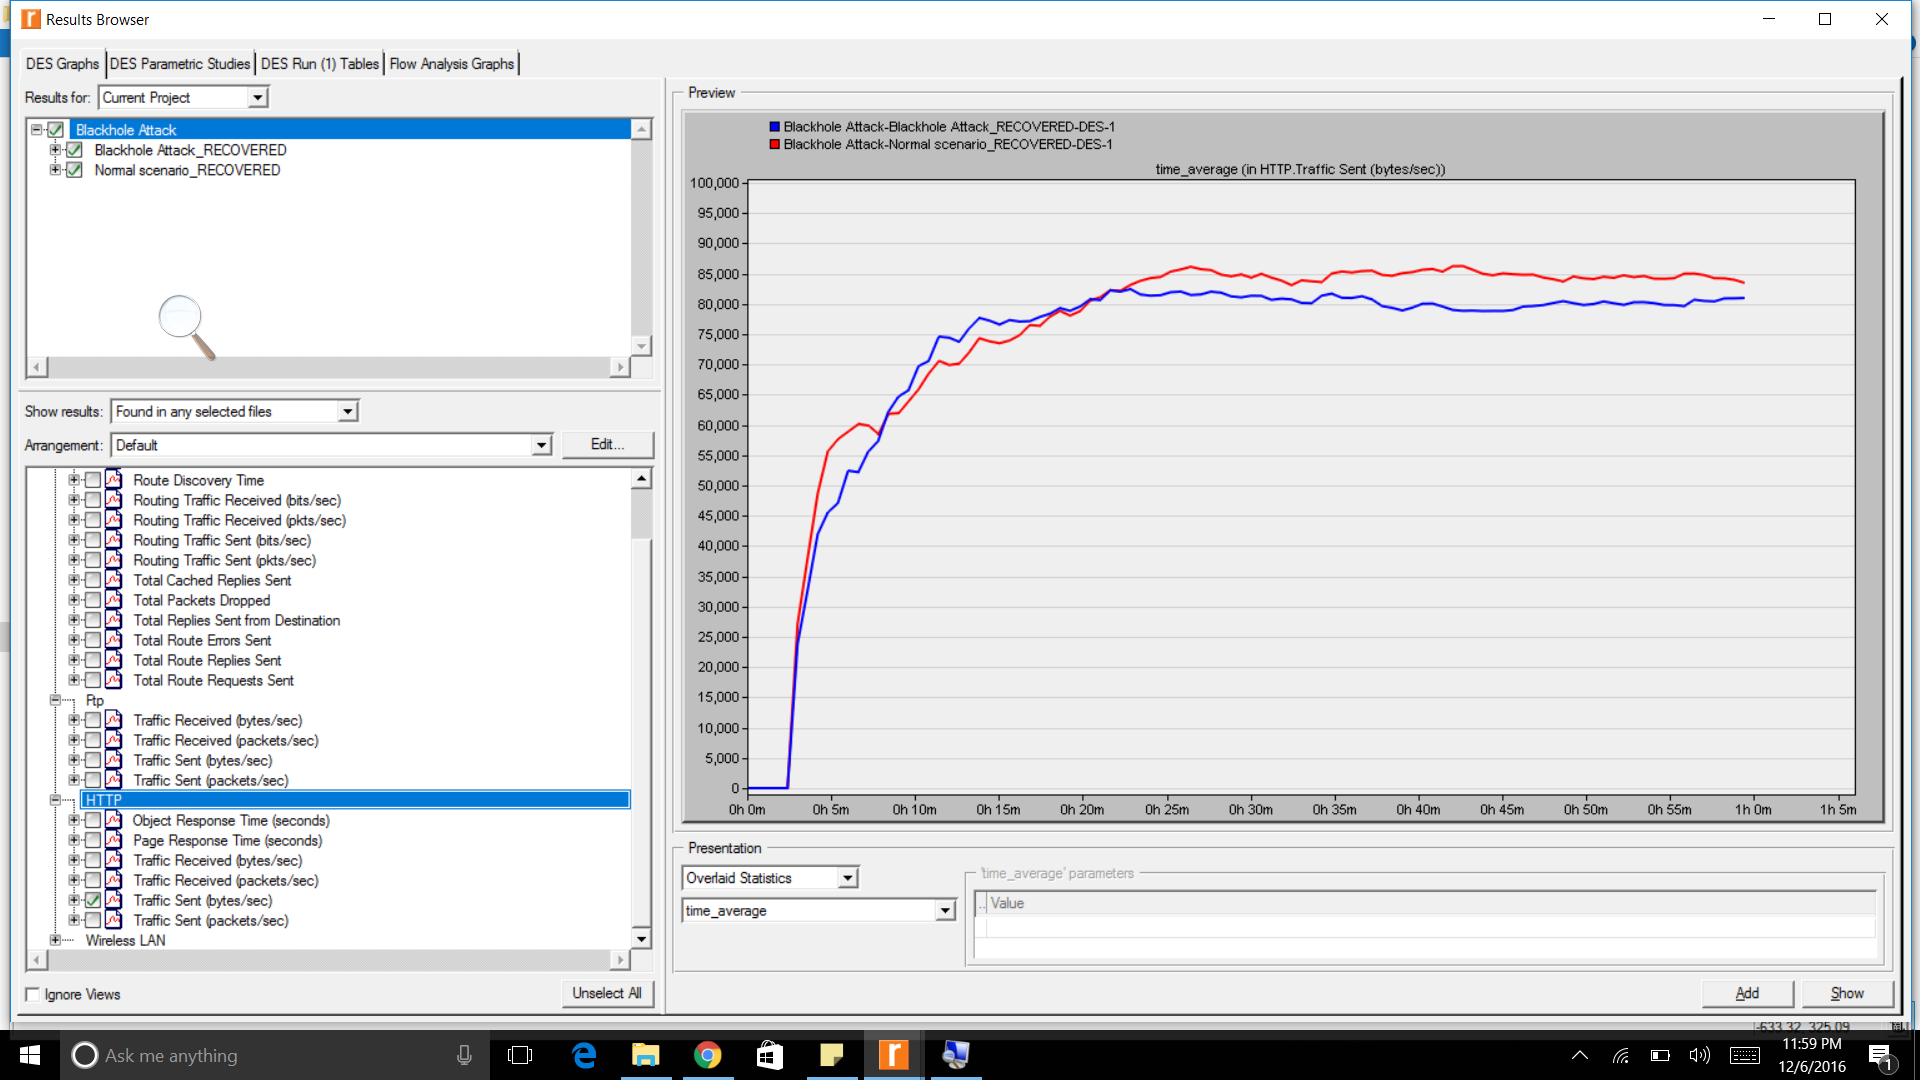 Results Browser
DES Graphs DES Parametric Studies DES Run (1) Tables Flow Analysis Graphs
Results for: Current Project
Blackhole Attack
Blackhole Attack_RECOVERED
Normal scenario_RECOVERED
Show results: Found in any selected files
Arrangement: Default Edit...
Route Discovery Time
Routing Traffic Received (bits/sec)
Routing Traffic Received (pkts/sec)
Routing Traffic Sent (bits/sec)
Routing Traffic Sent (pkts/sec)
Total Cached Replies Sent
Total Packets Dropped
Total Replies Sent from Destination
Total Route Errors Sent
Total Route Replies Sent
Total Route Requests Sent
Ftp
Traffic Received (bytes/sec)
Traffic Received (packets/sec)
Traffic Sent (bytes/sec)
Traffic Sent (packets/sec)
HTTP
Object Response Time (seconds)
Page Response Time (seconds)
Traffic Received (bytes/sec)
Traffic Received (packets/sec)
Traffic Sent (bytes/sec)
Traffic Sent (packets/sec)
Wireless LAN
Ignore Views Unselect All
Preview
Blackhole Attack-Blackhole Attack_RECOVERED-DES-1
Blackhole Attack-Normal scenario_RECOVERED-DES-1
time_average (in HTTP.Traffic Sent (bytes/sec))
100,000
95,000
90,000
85,000
80,000
75,000
70,000
65,000
60,000
55,000
50,000
45,000
40,000
35,000
30,000
25,000
20,000
15,000
10,000
5,000
0
0h 0m 0h 5m 0h 10m 0h 15m 0h 20m 0h 25m 0h 30m 0h 35m 0h 40m 0h 45m 0h 50m 0h 55m 1h 0m 1h 5m
Presentation
Overlaid Statistics
time_average
'time_average' parameters
.. Value
Add Show
-633.32, 325.09
Ask me anything
11:59 PM
12/6/2016
1